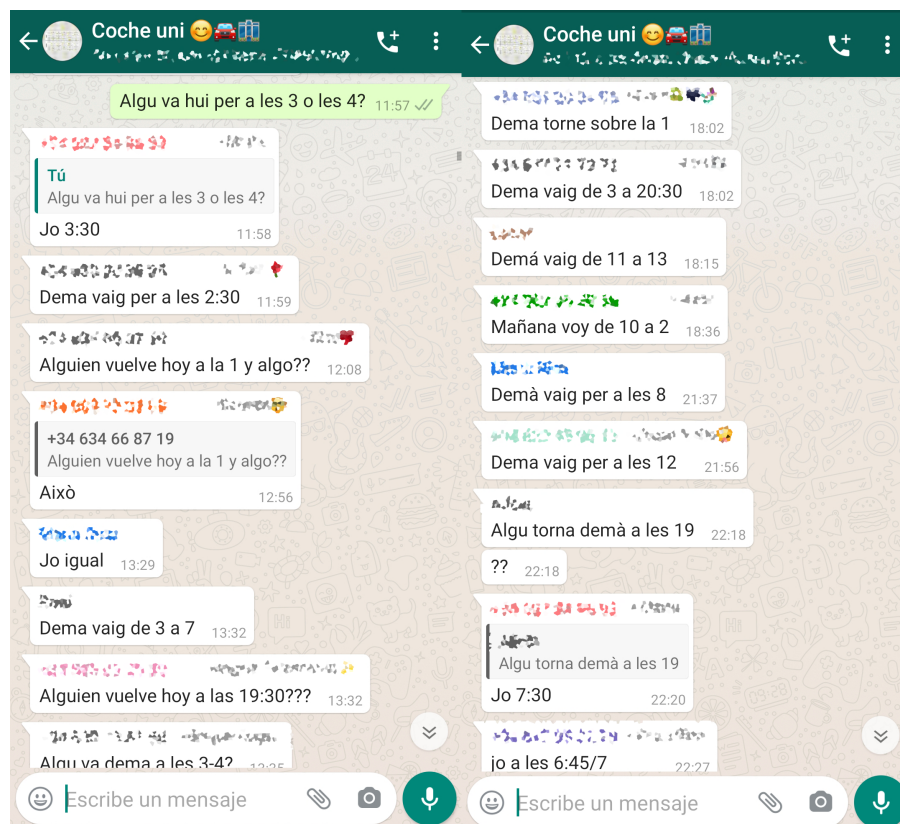 Coche uni 😊🚗🏢
Algu va hui per a les 3 o les 4? 11:57
Tú
Algu va hui per a les 3 o les 4?
Jo 3:30 11:58
Dema vaig per a les 2:30 11:59
Alguien vuelve hoy a la 1 y algo?? 12:08
+34 634 66 87 19
Alguien vuelve hoy a la 1 y algo??
Això 12:56
Jo igual 13:29
Dema vaig de 3 a 7 13:32
Alguien vuelve hoy a las 19:30??? 13:32
Algu va dema a les 3-4?
Escribe un mensaje
Coche uni 😊🚗🏢
Dema torne sobre la 1 18:02
Dema vaig de 3 a 20:30 18:02
Demá vaig de 11 a 13 18:15
Mañana voy de 10 a 2 18:36
Demà vaig per a les 8 21:37
Dema vaig per a les 12 21:56
Algu torna demà a les 19 22:18
?? 22:18
Algu torna demà a les 19
Jo 7:30 22:20
jo a les 6:45/7 22:27
Escribe un mensaje